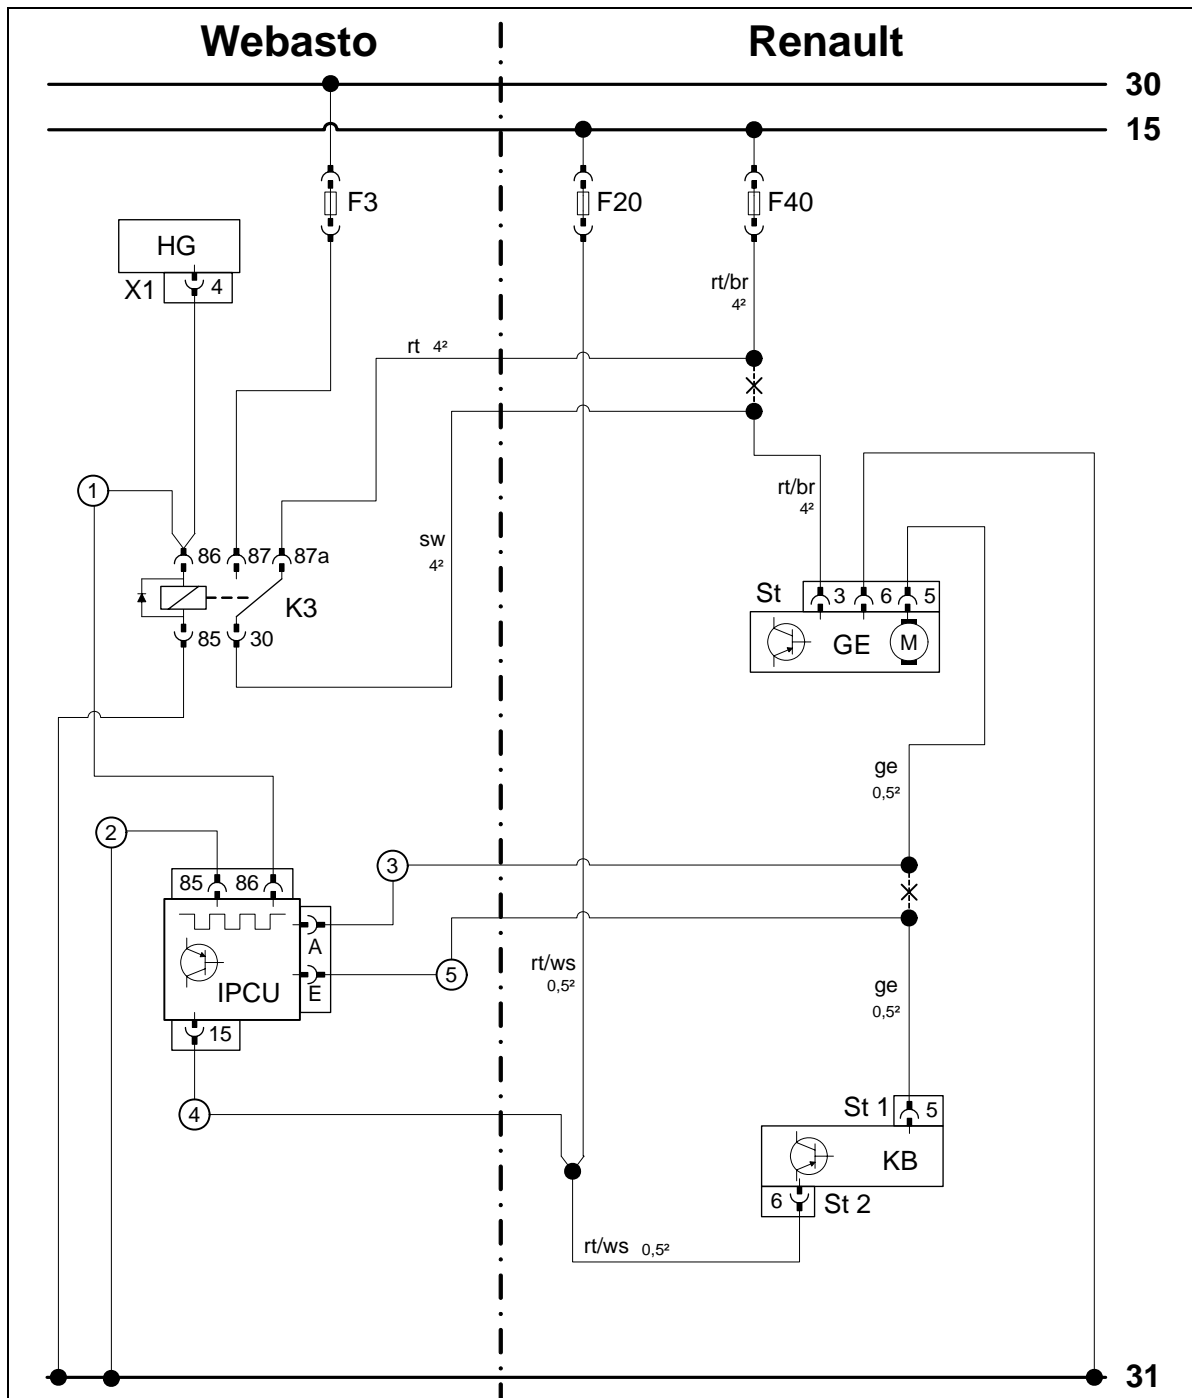 Webasto Renault
30
15
F3 F20 F40
HG
X1 4
rt/br
4²
rt 4²
1
rt/br
4²
sw
4²
86 87 87a
St 3 6 5
K3
85 30
GE M
ge
0,5²
2
3
85 86
A
rt/ws
0,5²
5
E
IPCU
ge
0,5²
15
4
St 1 5
KB
6 St 2
rt/ws 0,5²
31